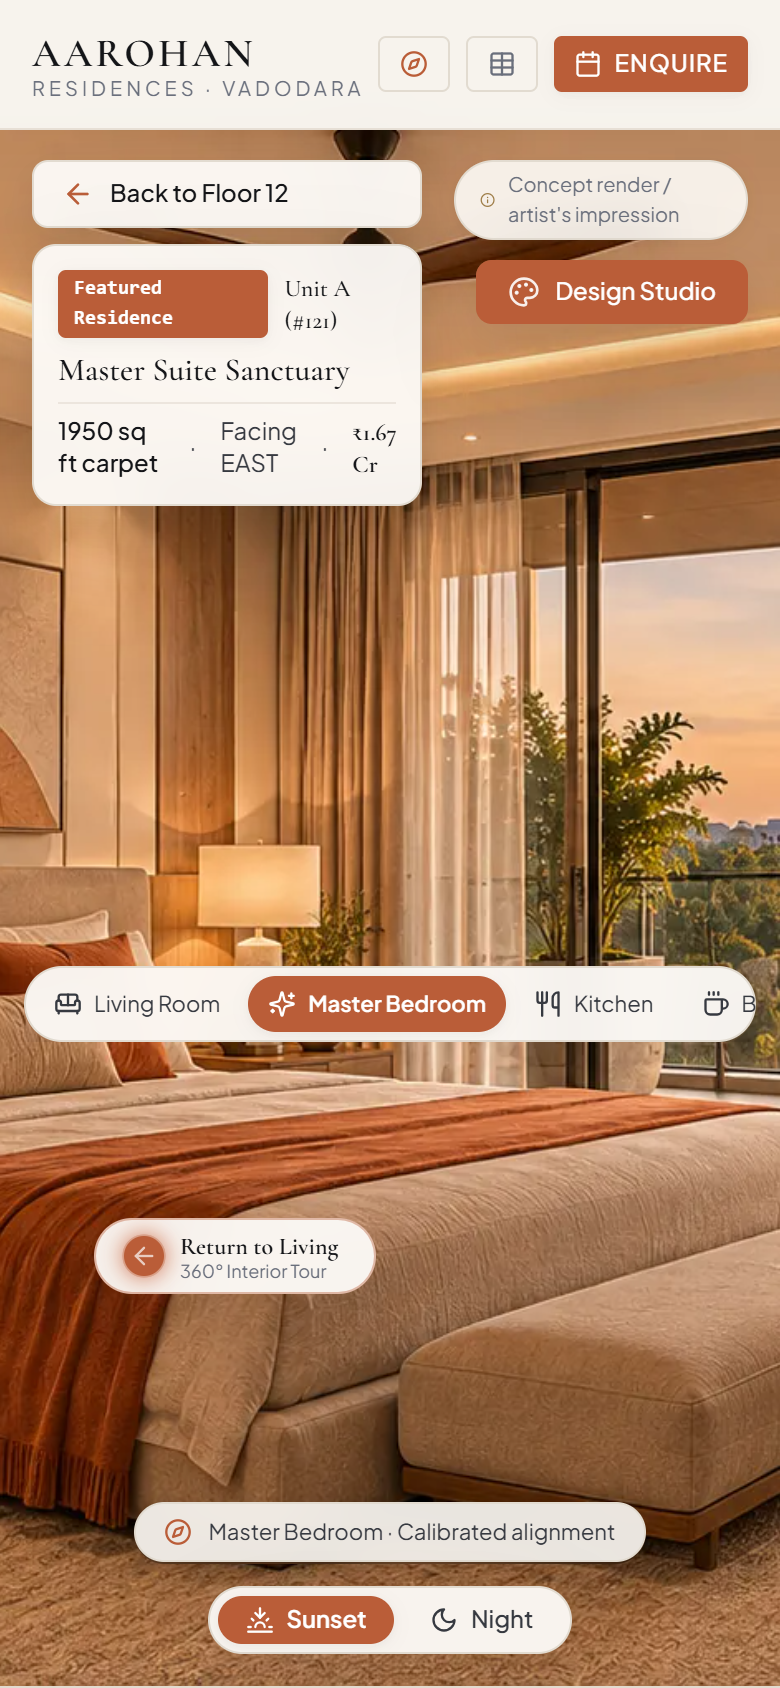 AAROHAN
RESIDENCES · VADODARA
ENQUIRE
Back to Floor 12
Concept render /
artist's impression
Design Studio
Featured
Residence
Unit A
(#121)
Master Suite Sanctuary
1950 sq
ft carpet
·
Facing
EAST
·
₹1.67
Cr
Living Room
Master Bedroom
Kitchen
B
Return to Living
360° Interior Tour
Master Bedroom · Calibrated alignment
Sunset
Night